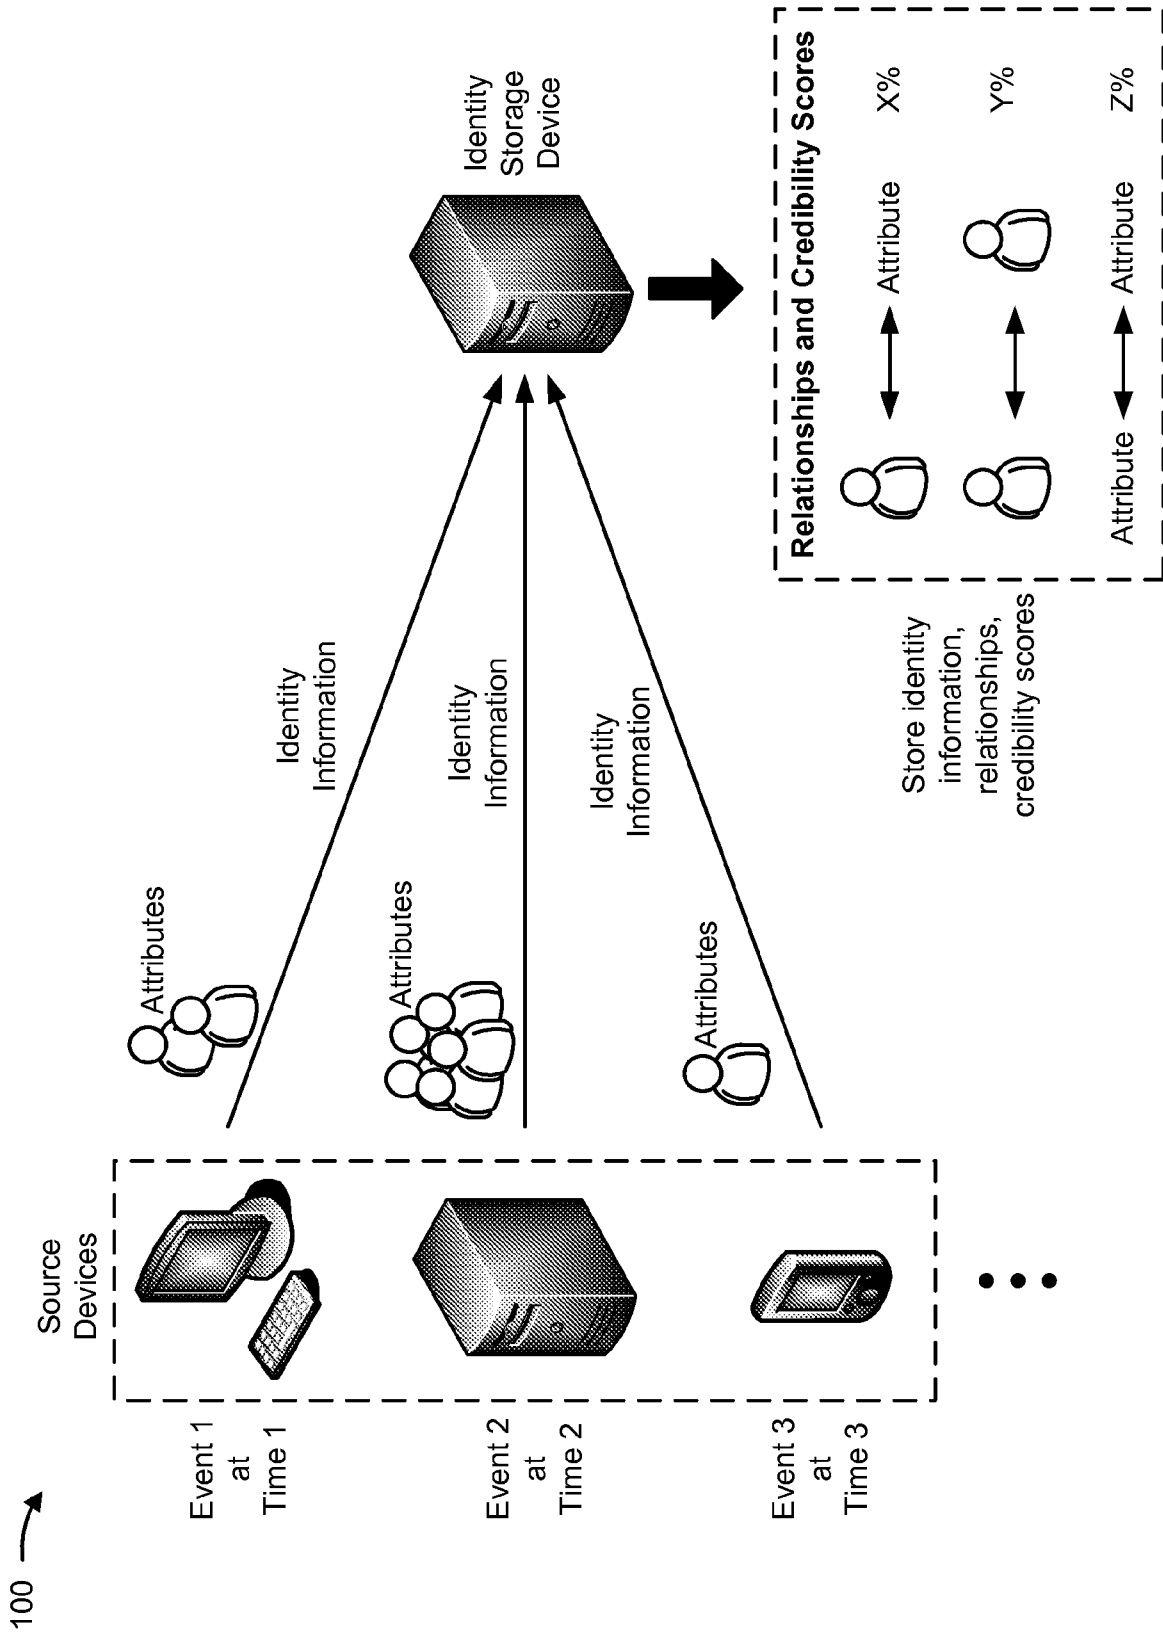 100
Source
Devices
Event 1
at
Time 1
Attributes
Identity
Information
Event 2
at
Time 2
Attributes
Identity
Information
Event 3
at
Time 3
Attributes
Identity
Information
Identity
Storage
Device
Store identity
information,
relationships,
credibility scores
Relationships and Credibility Scores
Attribute X%
Y%
Attribute Attribute Z%